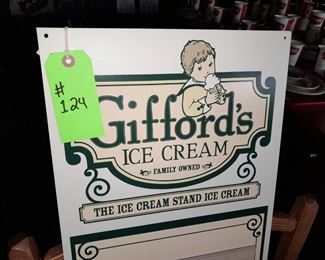 #
124
Gifford's
ICE CREAM
FAMILY OWNED
THE ICE CREAM STAND ICE CREAM